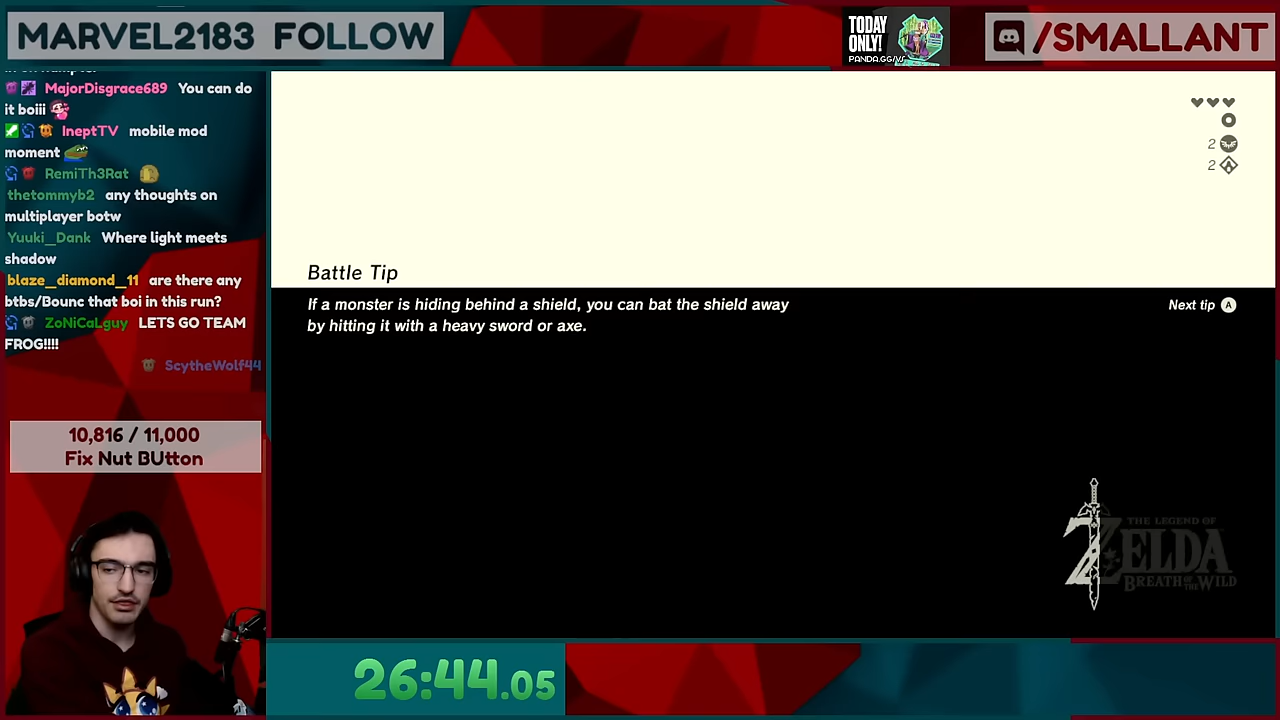 MARVEL2183 FOLLOW
TODAY
ONLY!
PANDA.GG/VS
/SMALLANT
MajorDisgrace689 You can do
it boiii
IneptTV mobile mod
moment
RemiTh3Rat
thetommyb2 any thoughts on
multiplayer botw
Yuuki_Dank Where light meets
shadow
blaze_diamond_11 are there any
btbs/Bounc that boi in this run?
ZoNiCaLguy LETS GO TEAM
FROG!!!!
ScytheWolf44
10,816 / 11,000
Fix Nut BUtton
2
2
Battle Tip
If a monster is hiding behind a shield, you can bat the shield away
by hitting it with a heavy sword or axe.
Next tip A
THE LEGEND OF
ZELDA
BREATH OF THE WILD
26:44.05